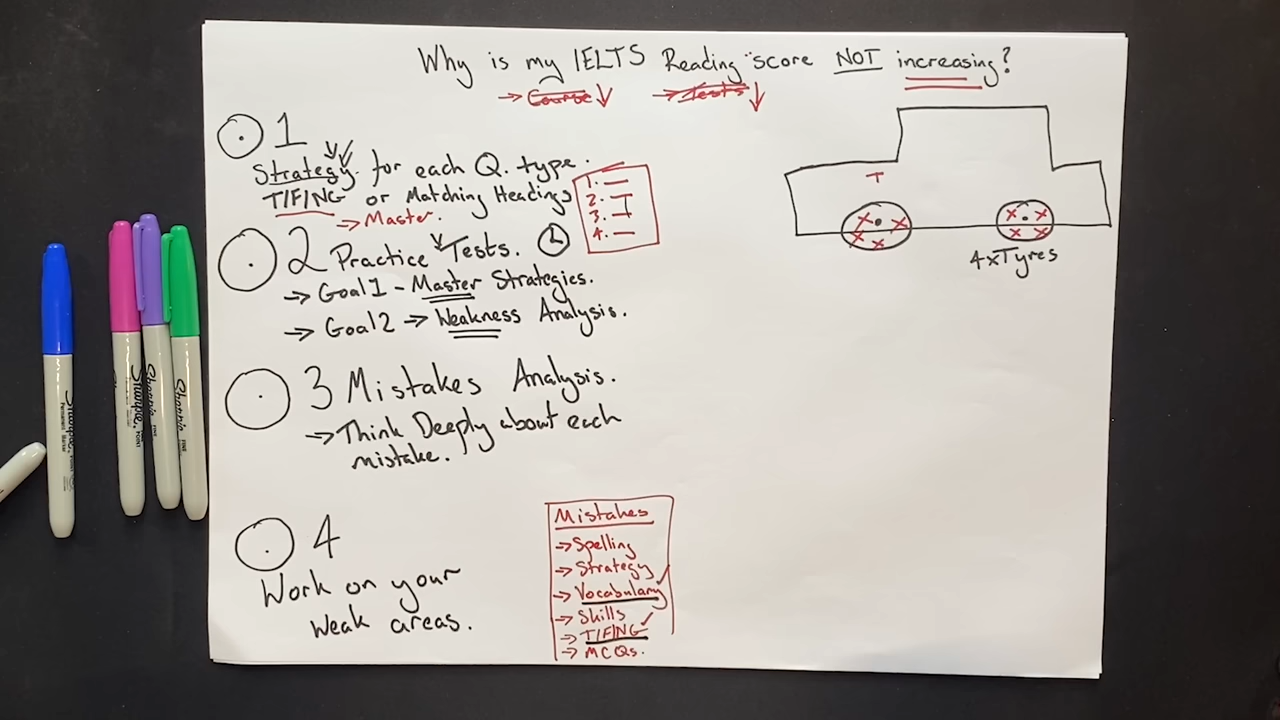 Why is my IELTS Reading score NOT increasing?
→ Course ↓ → Tests ↓
1
Strategy for each Q. type.
T/F/NG or Matching Headings
→ Master.
1. —
2. —
3. —
4. —
2 Practice Tests.
→ Goal 1 - Master Strategies.
→ Goal 2 → Weakness Analysis.
3 Mistakes Analysis.
→ Think Deeply about each
mistake.
4
Work on your
weak areas.
Mistakes
→ Spelling
→ Strategy
→ Vocabulary
→ Skills
→ T/F/NG
→ MCQs.
T
4xTyres
Sharpie
Sharpie
Sharpie